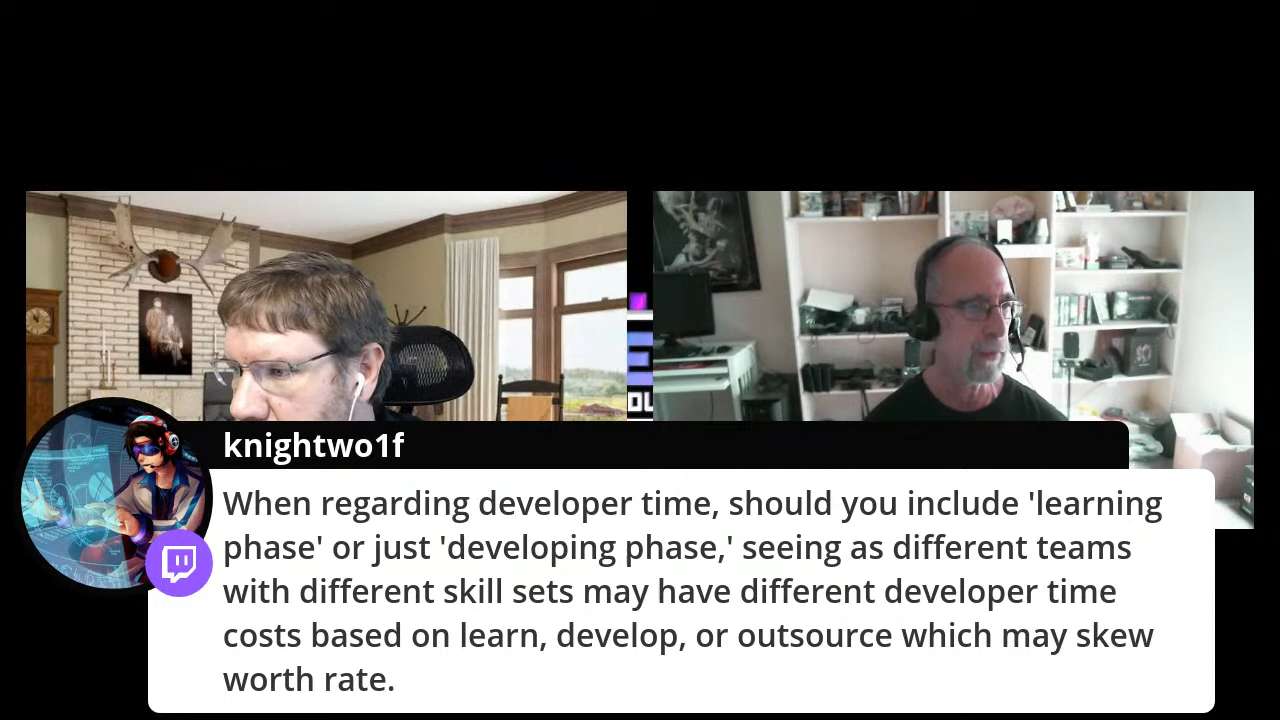 knightwo1f
When regarding developer time, should you include 'learning
phase' or just 'developing phase,' seeing as different teams
with different skill sets may have different developer time
costs based on learn, develop, or outsource which may skew
worth rate.